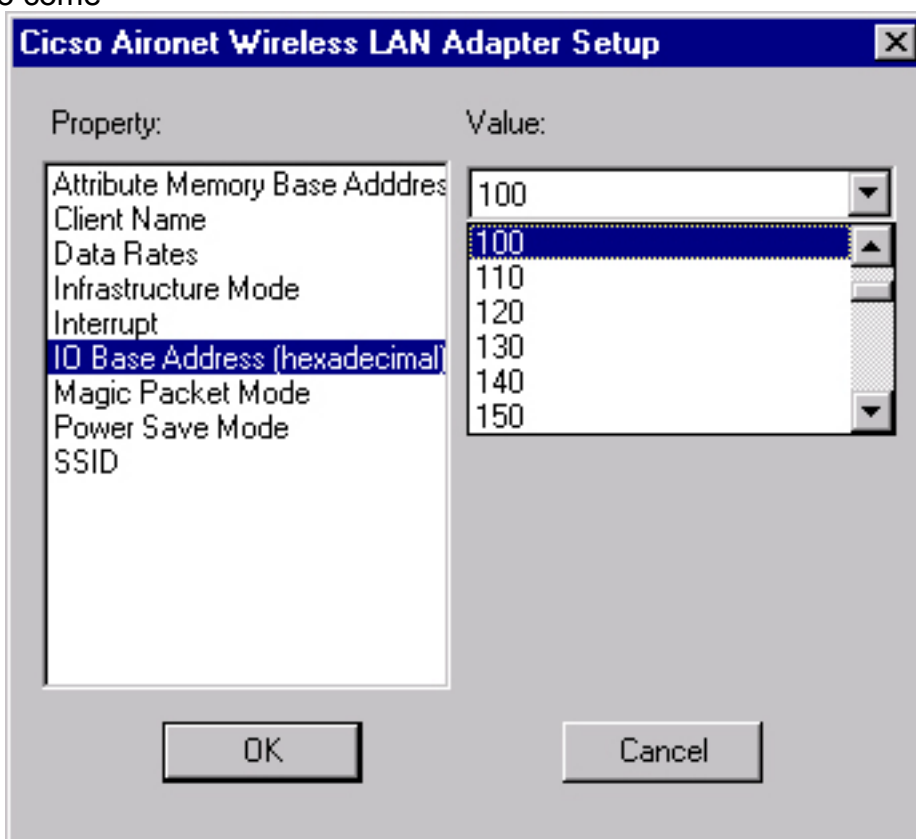 come
Cicso Aironet Wireless LAN Adapter Setup
Property:
Value:
Attribute Memory Base Adddres
Client Name
Data Rates
Infrastructure Mode
Interrupt
IO Base Address (hexadecimal)
Magic Packet Mode
Power Save Mode
SSID
100
100
110
120
130
140
150
OK
Cancel